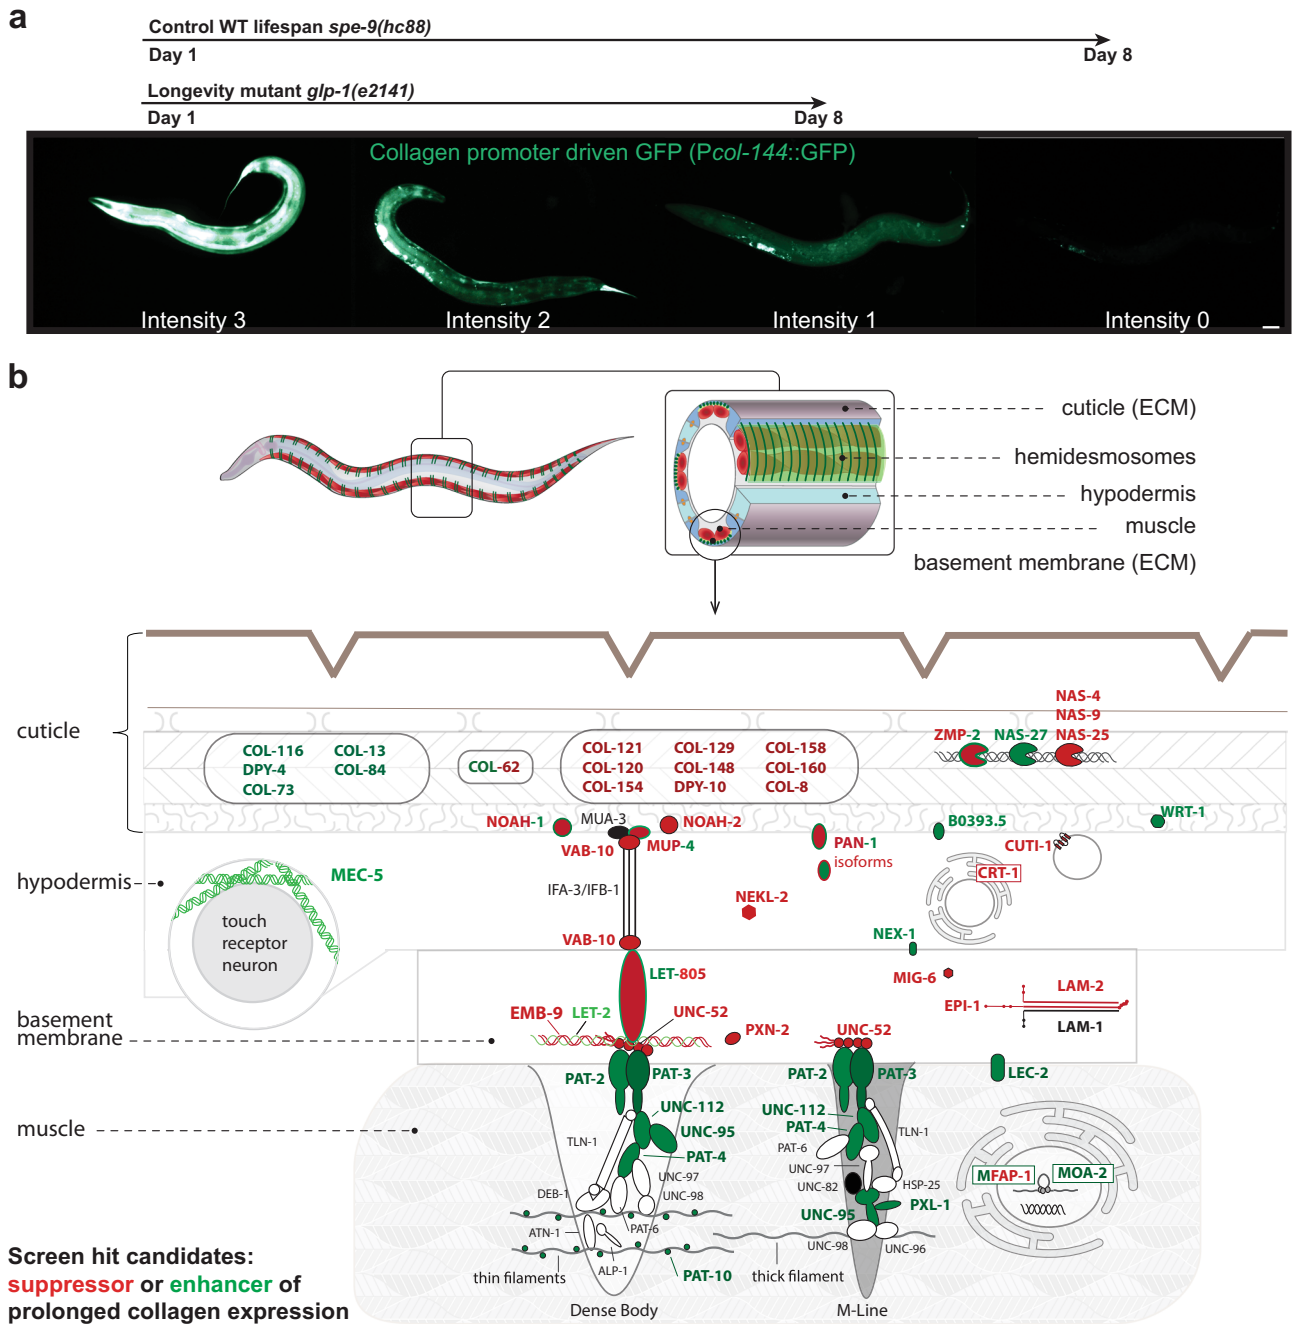 a
Control WT lifespan spe-9(hc88)
Day 1
Day 8
Longevity mutant glp-1(e2141)
Day 1
Day 8
Collagen promoter driven GFP (Pcol-144::GFP)
Intensity 3
Intensity 2
Intensity 1
Intensity 0
b
cuticle (ECM)
hemidesmosomes
hypodermis
muscle
basement membrane (ECM)
cuticle
COL-116
COL-13
DPY-4
COL-84
COL-73
COL-62
COL-121
COL-129
COL-158
COL-120
COL-148
COL-160
COL-154
DPY-10
COL-8
NAS-4
NAS-9
ZMP-2
NAS-27
NAS-25
NOAH-1
MUA-3
NOAH-2
VAB-10
MUP-4
PAN-1
isoforms
B0393.5
WRT-1
CUTI-1
CRT-1
hypodermis
MEC-5
touch
receptor
neuron
IFA-3/IFB-1
NEKL-2
VAB-10
NEX-1
LET-805
MIG-6
LAM-2
EPI-1
LAM-1
basement
membrane
EMB-9
LET-2
UNC-52
PXN-2
UNC-52
PAT-2
PAT-3
PAT-2
PAT-3
LEC-2
muscle
UNC-112
UNC-95
TLN-1
PAT-4
UNC-97
UNC-98
DEB-1
PAT-6
ATN-1
ALP-1
PAT-10
thin filaments
Dense Body
UNC-112
PAT-4
TLN-1
PAT-6
UNC-97
UNC-82
HSP-25
UNC-95
PXL-1
UNC-98
UNC-96
thick filament
M-Line
MFAP-1
MOA-2
Screen hit candidates:
suppressor or enhancer of
prolonged collagen expression